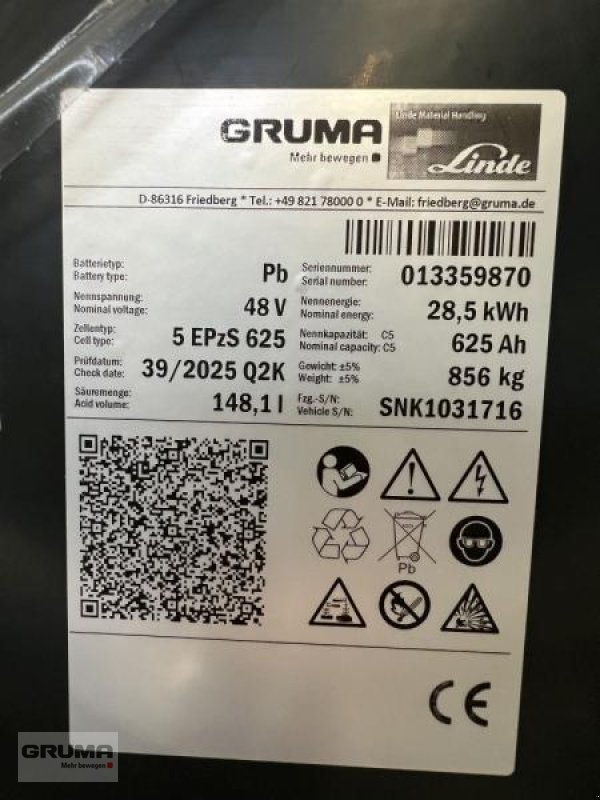 GRUMA
Mehr bewegen
Linde Material Handling
Linde
D-86316 Friedberg * Tel.: +49 821 78000 0 * E-Mail: friedberg@gruma.de
Batterietyp:
Battery type: Pb
Seriennummer:
Serial number: 013359870
Nennspannung:
Nominal voltage: 48 V
Nennenergie:
Nominal energy: 28,5 kWh
Zellentyp:
Cell type: 5 EPzS 625
Nennkapazität: C5
Nominal capacity: C5 625 Ah
Prüfdatum:
Check date: 39/2025 Q2K
Gewicht: ±5%
Weight: ±5% 856 kg
Säuremenge:
Acid volume: 148,1 l
Fzg.-S/N:
Vehicle S/N: SNK1031716
Pb
CE
GRUMA
Mehr bewegen